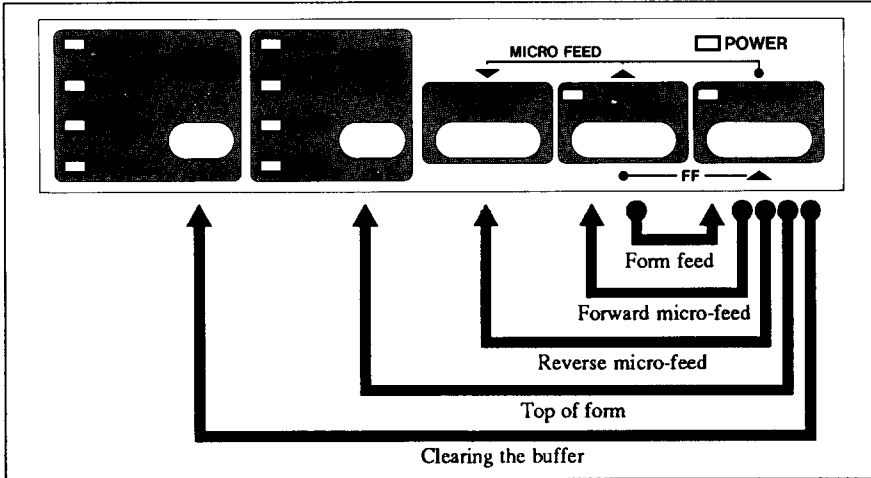 MICRO FEED
POWER
FF
Form feed
Forward micro-feed
Reverse micro-feed
Top of form
Clearing the buffer